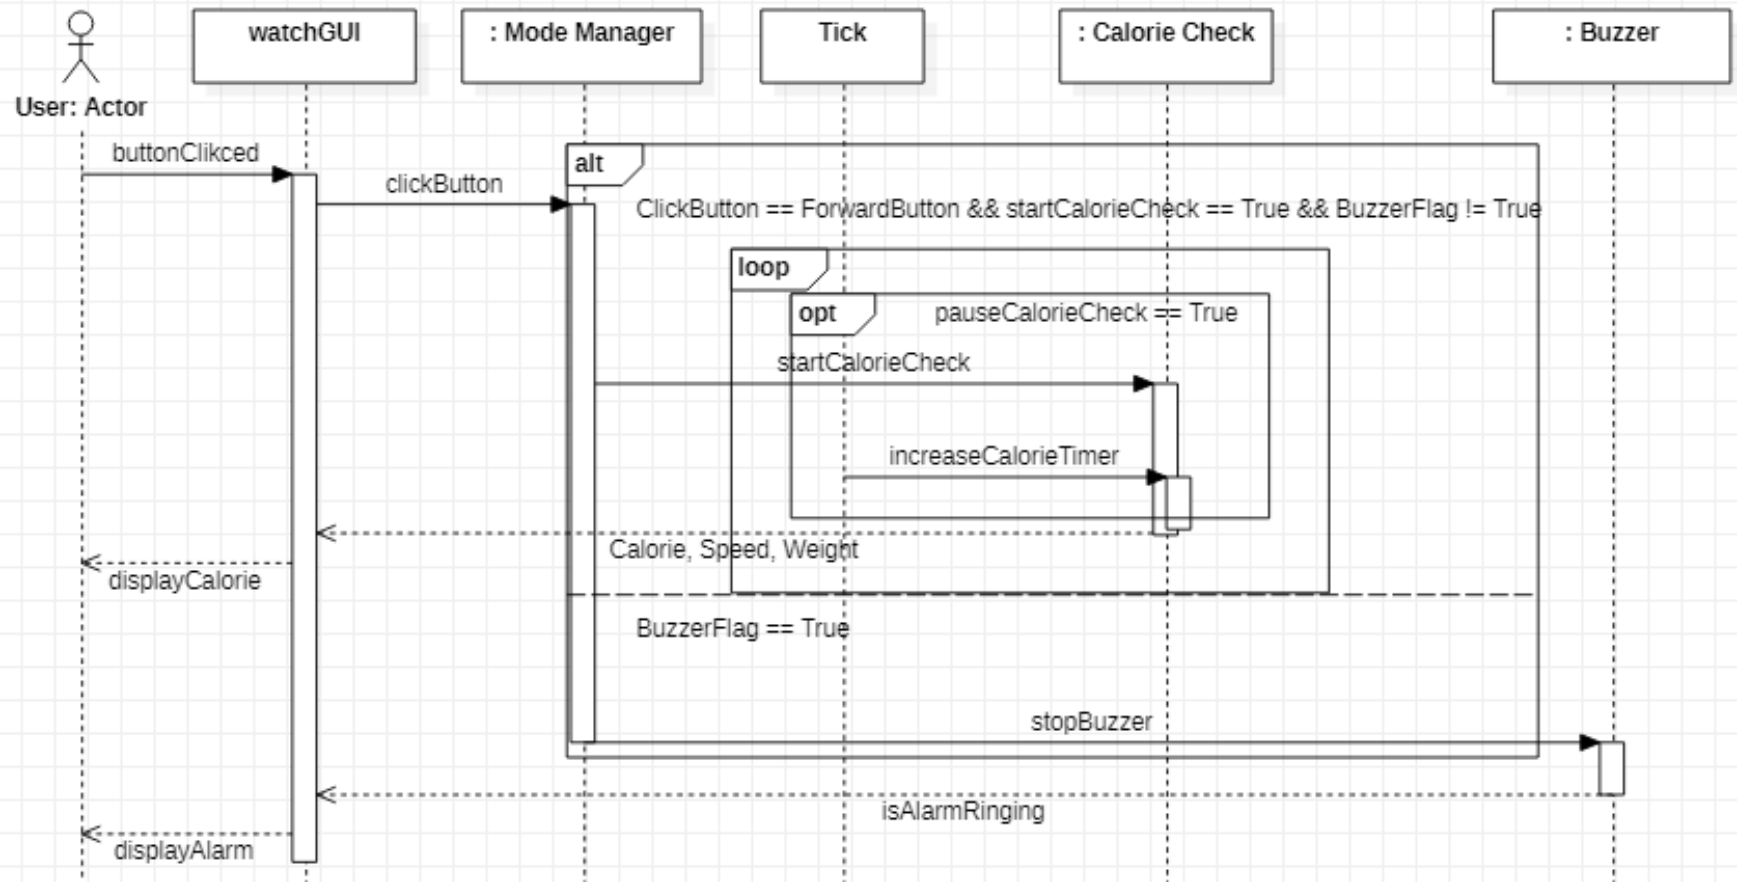 watchGUI
: Mode Manager
Tick
: Calorie Check
: Buzzer
User: Actor
buttonClikced
clickButton
alt
ClickButton == ForwardButton && startCalorieCheck == True && BuzzerFlag != True
loop
opt
pauseCalorieCheck == True
startCalorieCheck
increaseCalorieTimer
Calorie, Speed, Weight
displayCalorie
BuzzerFlag == True
stopBuzzer
isAlarmRinging
displayAlarm